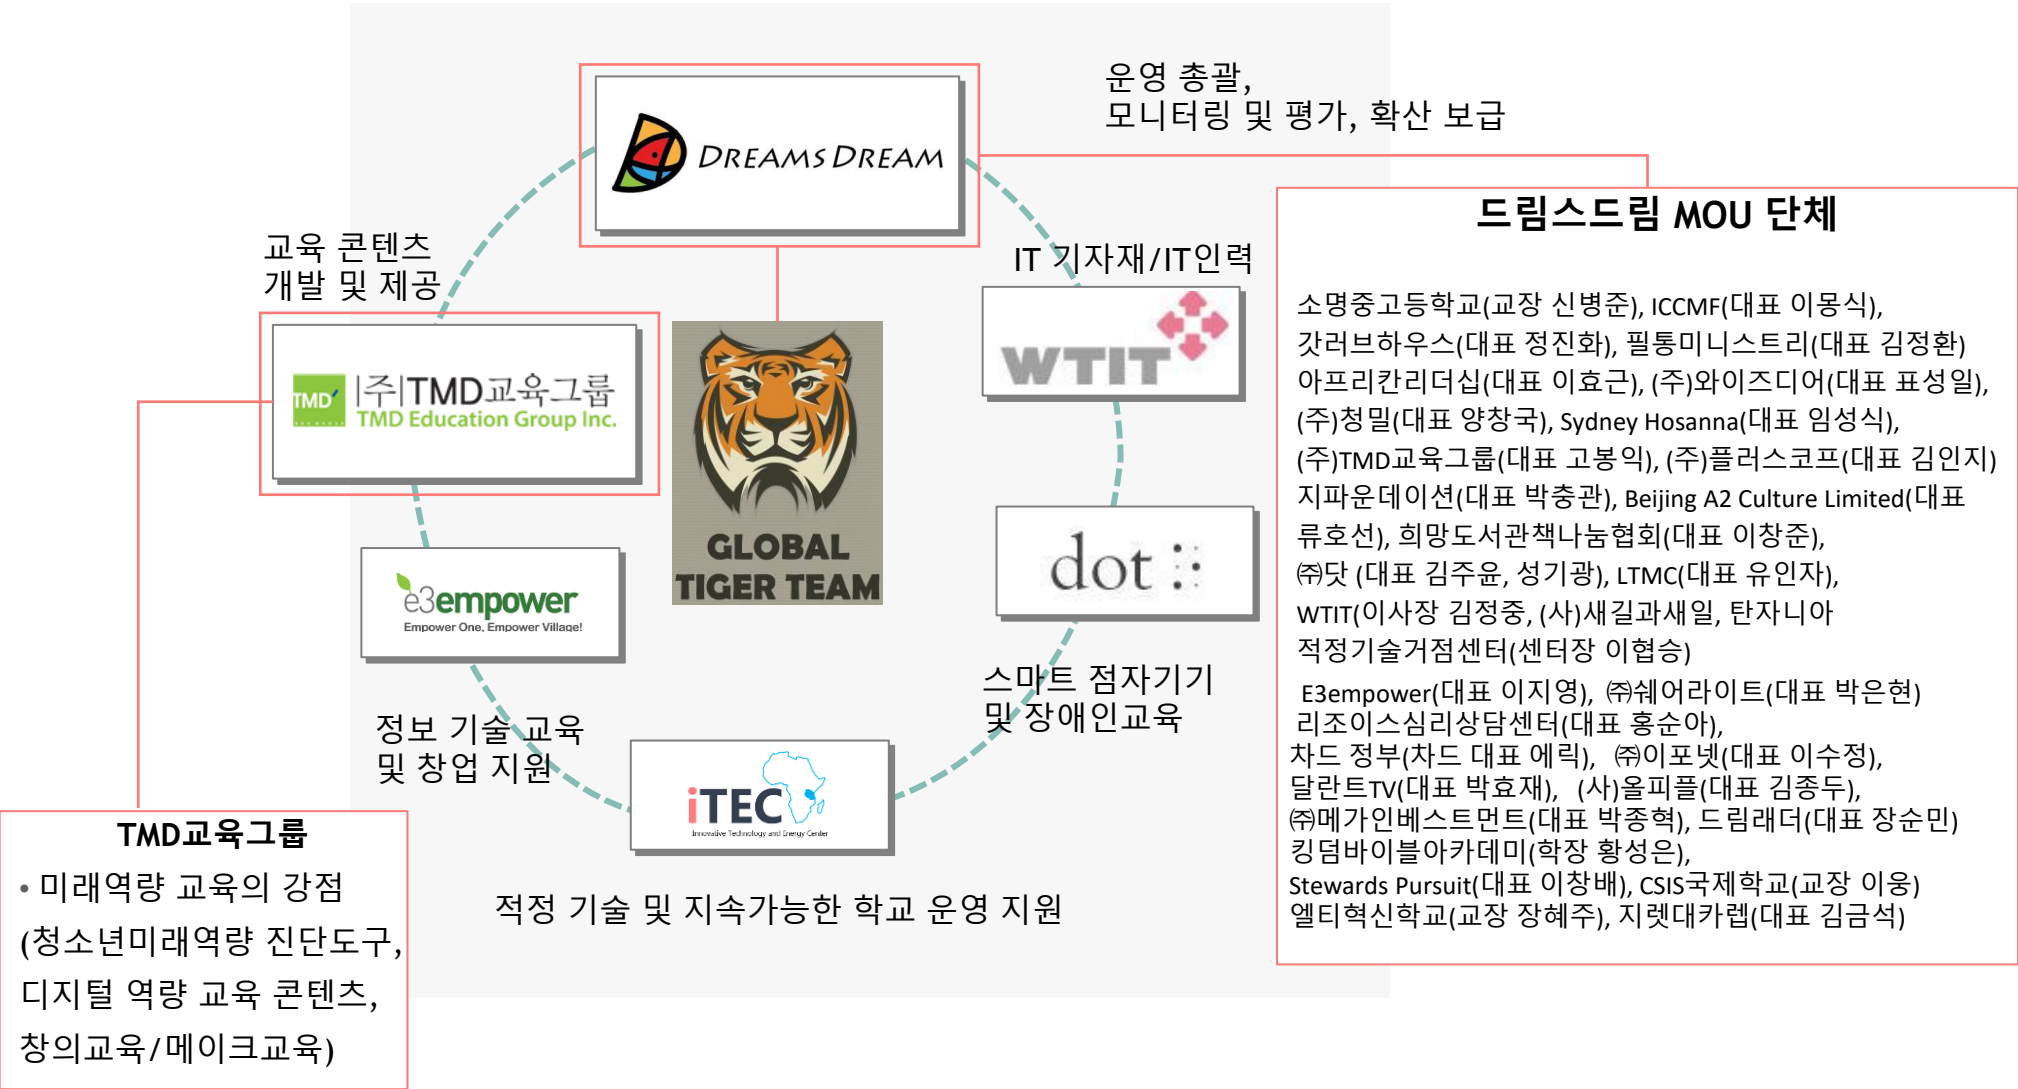 운영 총괄,
모니터링 및 평가, 확산 보급
DREAMSDREAM
교육 콘텐츠
개발 및 제공
TMD |주|TMD교육그룹
TMD Education Group Inc.
IT 기자재/IT인력
WTIT
GLOBAL
TIGER TEAM
dot
e3empower
Empower One, Empower Village!
스마트 점자기기
및 장애인교육
정보 기술 교육
및 창업 지원
iTEC
Innovative Technology and Energy Center
적정 기술 및 지속가능한 학교 운영 지원
TMD교육그룹
• 미래역량 교육의 강점
(청소년미래역량 진단도구,
디지털 역량 교육 콘텐츠,
창의교육/메이크교육)
드림스드림 MOU 단체
소명중고등학교(교장 신병준), ICCMF(대표 이몽식),
갓러브하우스(대표 정진화), 필통미니스트리(대표 김정환)
아프리칸리더십(대표 이효근), (주)와이즈디어(대표 표성일),
(주)청밀(대표 양창국), Sydney Hosanna(대표 임성식),
(주)TMD교육그룹(대표 고봉익), (주)플러스코프(대표 김인지)
지파운데이션(대표 박충관), Beijing A2 Culture Limited(대표
류호선), 희망도서관책나눔협회(대표 이창준),
㈜닷 (대표 김주윤, 성기광), LTMC(대표 유인자),
WTIT(이사장 김정중, (사)새길과새일, 탄자니아
적정기술거점센터(센터장 이협승)
E3empower(대표 이지영), ㈜쉐어라이트(대표 박은현)
리조이스심리상담센터(대표 홍순아),
차드 정부(차드 대표 에릭), ㈜이포넷(대표 이수정),
달란트TV(대표 박효재), (사)올피플(대표 김종두),
㈜메가인베스트먼트(대표 박종혁), 드림래더(대표 장순민)
킹덤바이블아카데미(학장 황성은),
Stewards Pursuit(대표 이창배), CSIS국제학교(교장 이웅)
엘티혁신학교(교장 장혜주), 지렛대카렙(대표 김금석)